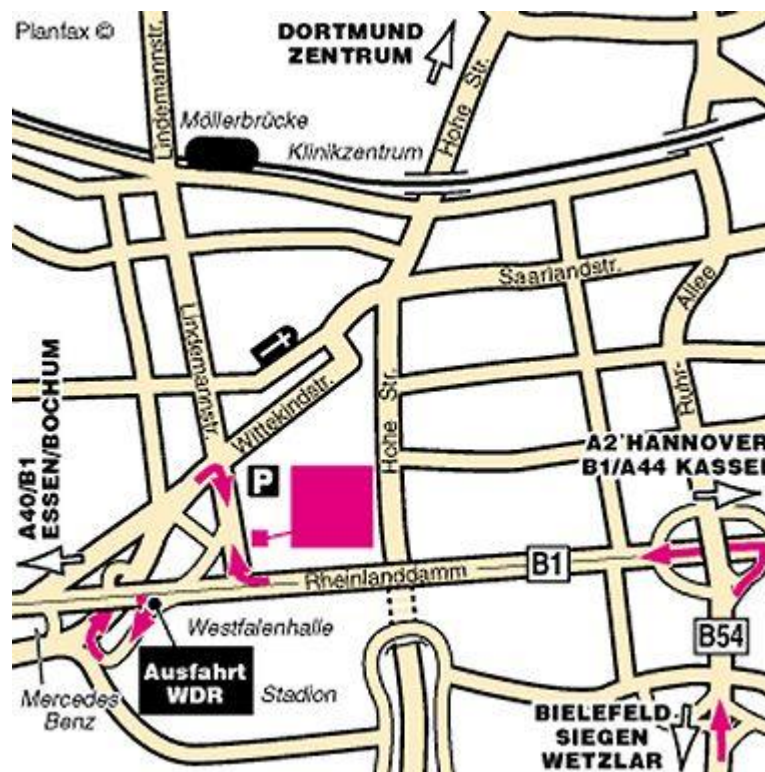 Planfax ©
Lindemannstr.
DORTMUND
ZENTRUM
Hohe Str.
Möllerbrücke
Klinikzentrum
Saarlandstr.
Allee
Ruhr-
Lindemannstr.
Wittekindstr.
Hohe Str.
A40/B1
ESSEN/BOCHUM
A2 HANNOVER
B1/A44 KASSEL
P
Rheinlanddamm
B1
B54
Westfalenhalle
Ausfahrt
WDR
Stadion
Mercedes
Benz
BIELEFELD
SIEGEN
WETZLAR